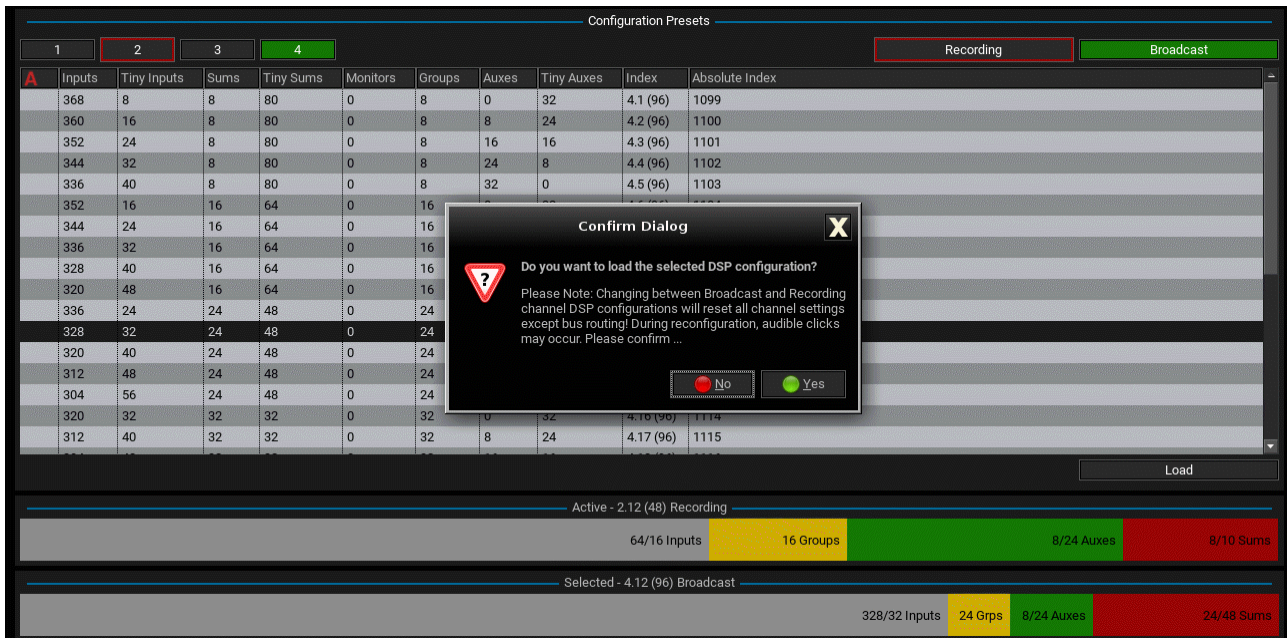 Configuration Presets
1 2 3 4 Recording Broadcast
A Inputs Tiny Inputs Sums Tiny Sums Monitors Groups Auxes Tiny Auxes Index Absolute Index
368 8 8 80 0 8 0 32 4.1 (96) 1099
360 16 8 80 0 8 8 24 4.2 (96) 1100
352 24 8 80 0 8 16 16 4.3 (96) 1101
344 32 8 80 0 8 24 8 4.4 (96) 1102
336 40 8 80 0 8 32 0 4.5 (96) 1103
352 16 16 64 0 16
344 24 16 64 0 16
336 32 16 64 0 16
328 40 16 64 0 16
320 48 16 64 0 16
336 24 24 48 0 24
328 32 24 48 0 24
320 40 24 48 0 24
312 48 24 48 0 24
304 56 24 48 0 24
320 32 32 32 0 32 0 32 4.16 (96) 1114
312 40 32 32 0 32 8 24 4.17 (96) 1115
Confirm Dialog X
?
Do you want to load the selected DSP configuration?
Please Note: Changing between Broadcast and Recording
channel DSP configurations will reset all channel settings
except bus routing! During reconfiguration, audible clicks
may occur. Please confirm ...
No Yes
Load
Active - 2.12 (48) Recording
64/16 Inputs 16 Groups 8/24 Auxes 8/10 Sums
Selected - 4.12 (96) Broadcast
328/32 Inputs 24 Grps 8/24 Auxes 24/48 Sums